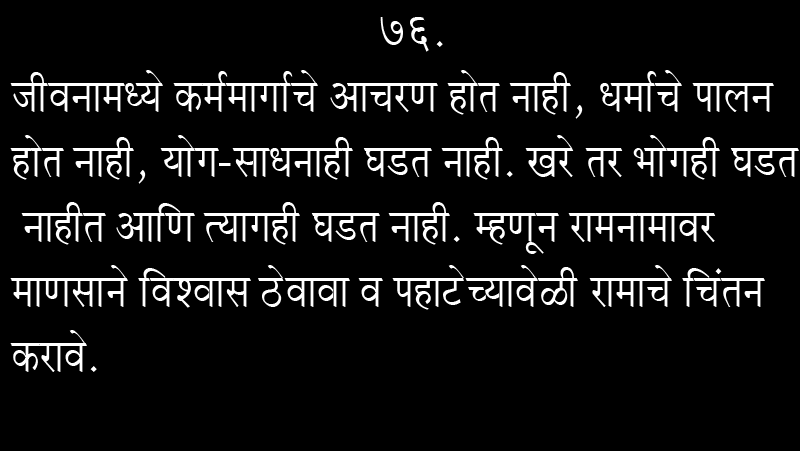 ७६.
जीवनामध्ये कर्ममार्गाचे आचरण होत नाही, धर्माचे पालन
होत नाही, योग-साधनाही घडत नाही. खरे तर भोगही घडत
नाहीत आणि त्यागही घडत नाही. म्हणून रामनामावर
माणसाने विश्वास ठेवावा व पहाटेच्यावेळी रामाचे चिंतन
करावे.